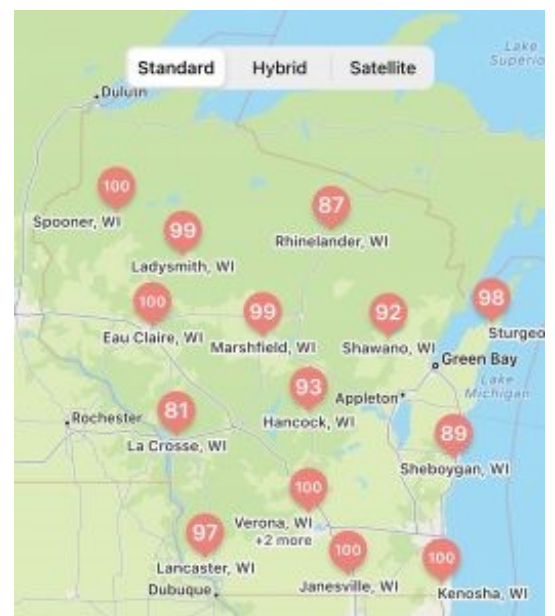 Lake
Superio
Standard Hybrid Satellite
Duluth
100
Spooner, WI
87
Rhinelander, WI
99
Ladysmith, WI
98
Sturgeo
100
Eau Claire, WI
99
Marshfield, WI
92
Shawano, WI
Green Bay
Lake
Michigan
93
Hancock, WI
Appleton
81
La Crosse, WI
Rochester
89
Sheboygan, WI
100
Verona, WI
+2 more
97
Lancaster, WI
Dubuque
100
Janesville, WI
100
Kenosha, WI